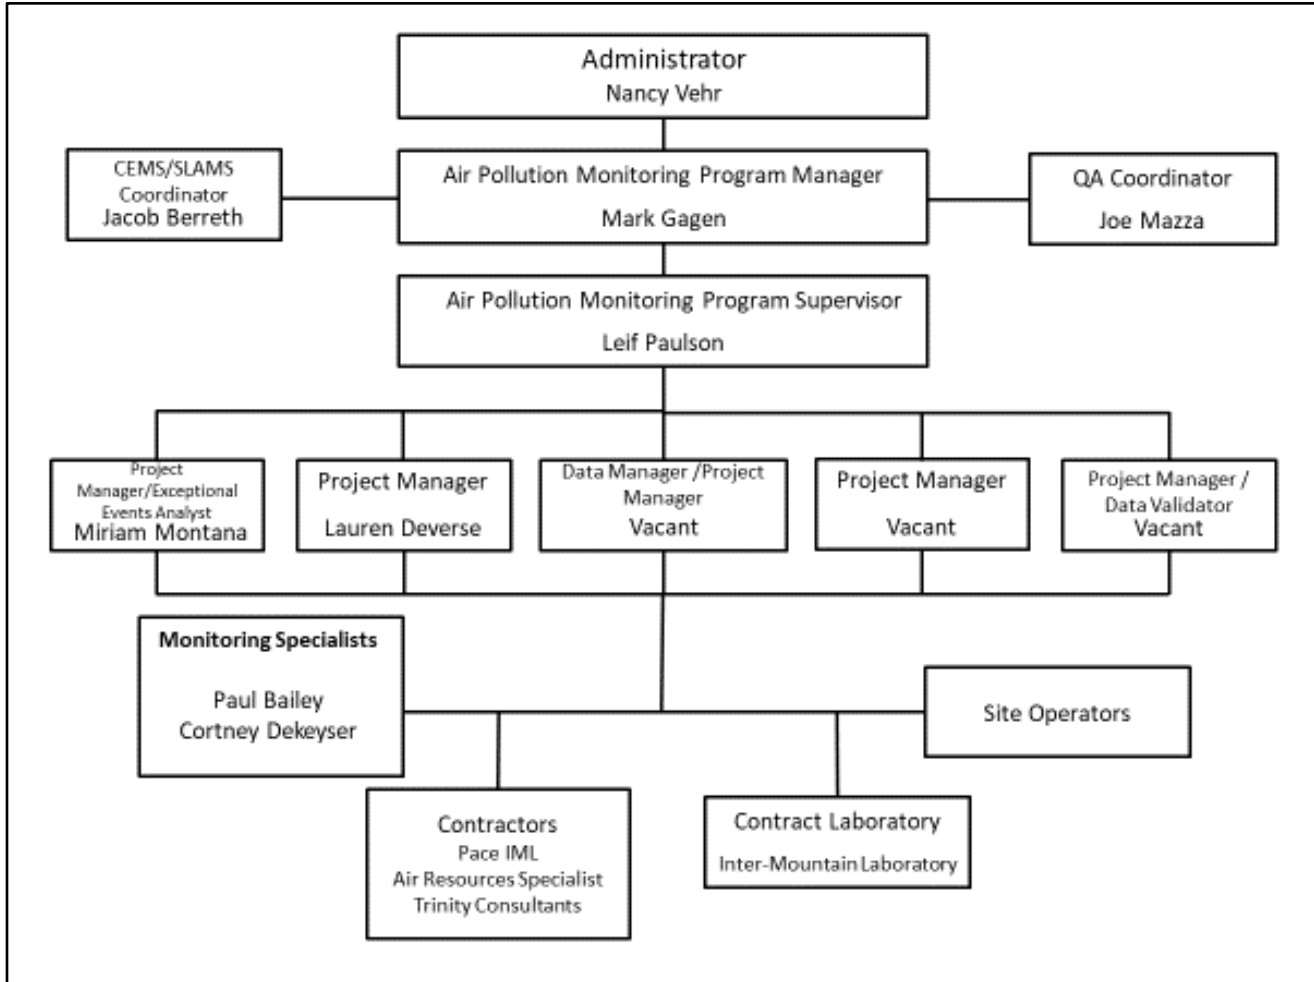 Administrator
Nancy Vehr
CEMS/SLAMS
Coordinator
Jacob Berreth
Air Pollution Monitoring Program Manager
Mark Gagen
QA Coordinator
Joe Mazza
Air Pollution Monitoring Program Supervisor
Leif Paulson
Project
Manager/Exceptional
Events Analyst
Miriam Montana
Project Manager
Lauren Deverse
Data Manager /Project
Manager
Vacant
Project Manager
Vacant
Project Manager /
Data Validator
Vacant
Monitoring Specialists
Paul Bailey
Cortney Dekeyser
Site Operators
Contractors
Pace IML
Air Resources Specialist
Trinity Consultants
Contract Laboratory
Inter-Mountain Laboratory